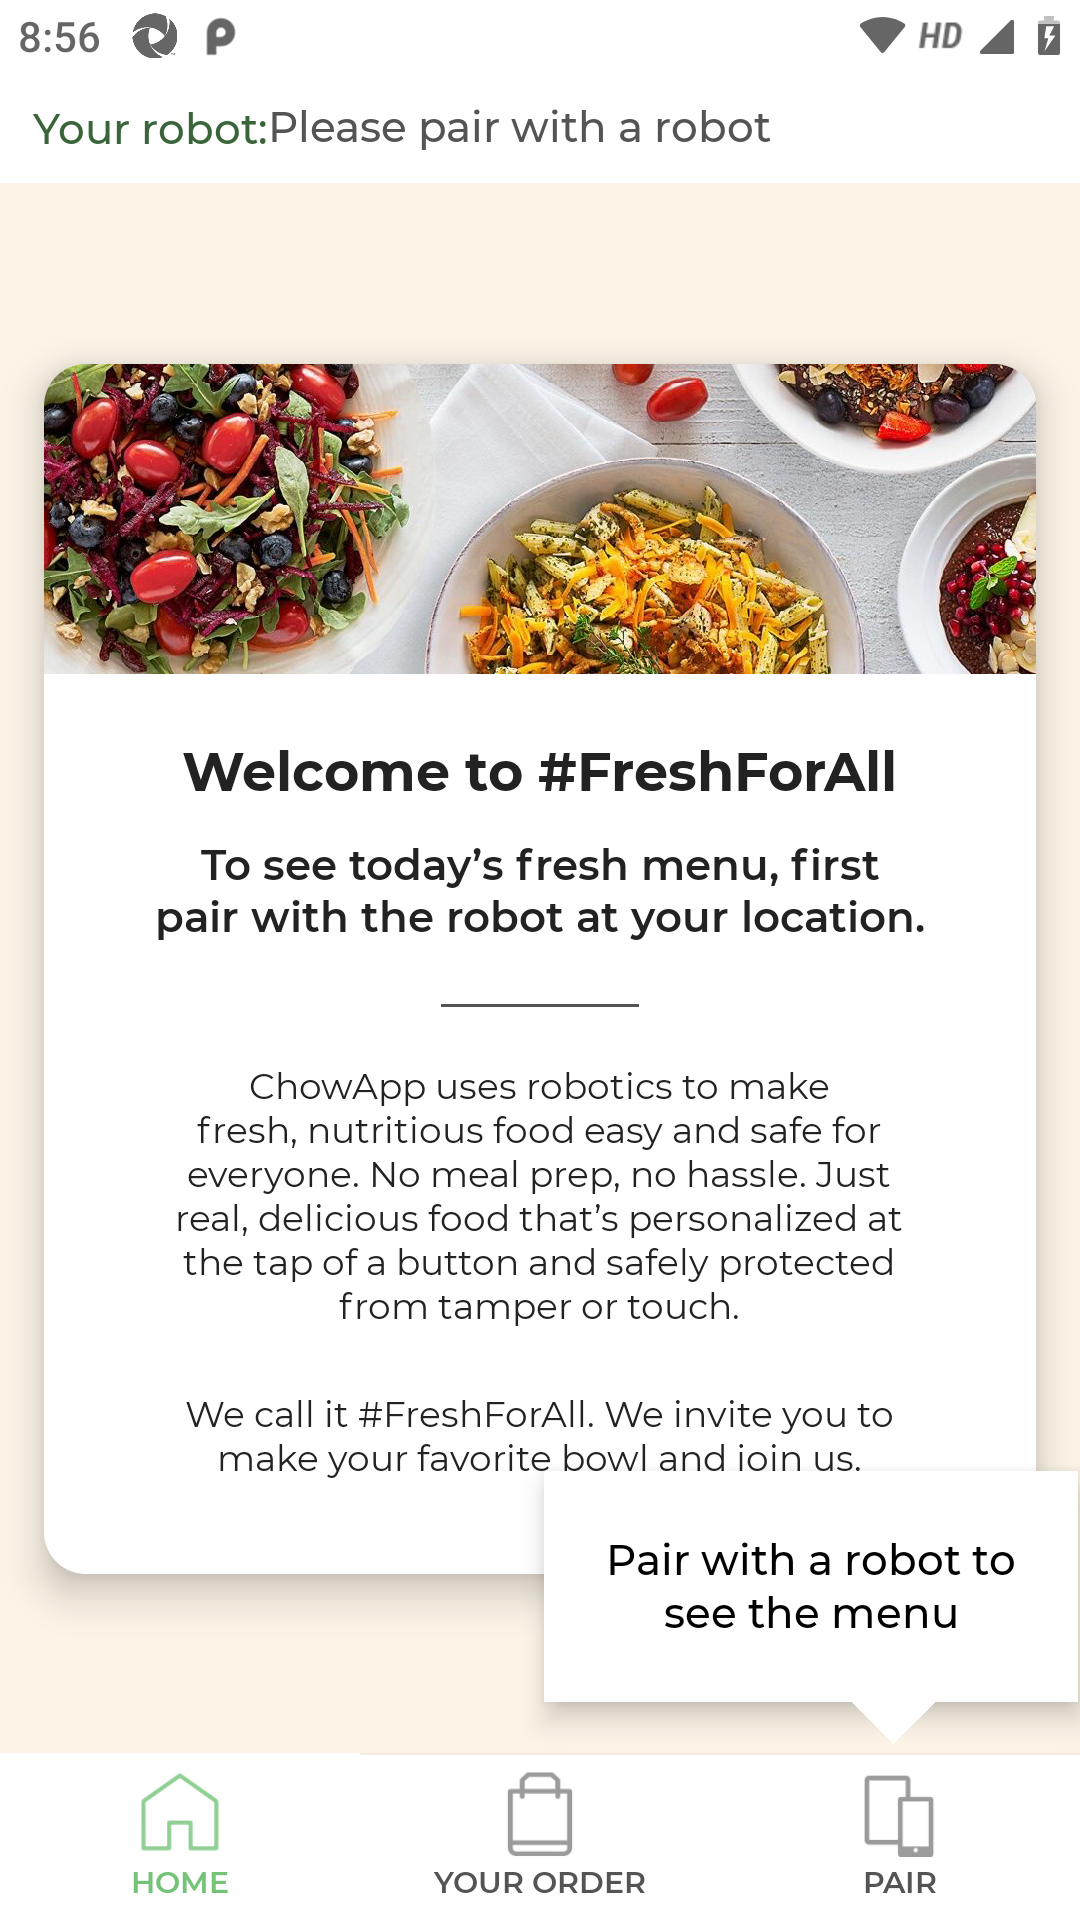 8:56
HD
Your robot:Please pair with a robot
Welcome to #FreshForAll
To see today’s fresh menu, first
pair with the robot at your location.
ChowApp uses robotics to make
fresh, nutritious food easy and safe for
everyone. No meal prep, no hassle. Just
real, delicious food that’s personalized at
the tap of a button and safely protected
from tamper or touch.
We call it #FreshForAll. We invite you to
make your favorite bowl and join us.
Pair with a robot to
see the menu
HOME
YOUR ORDER
PAIR